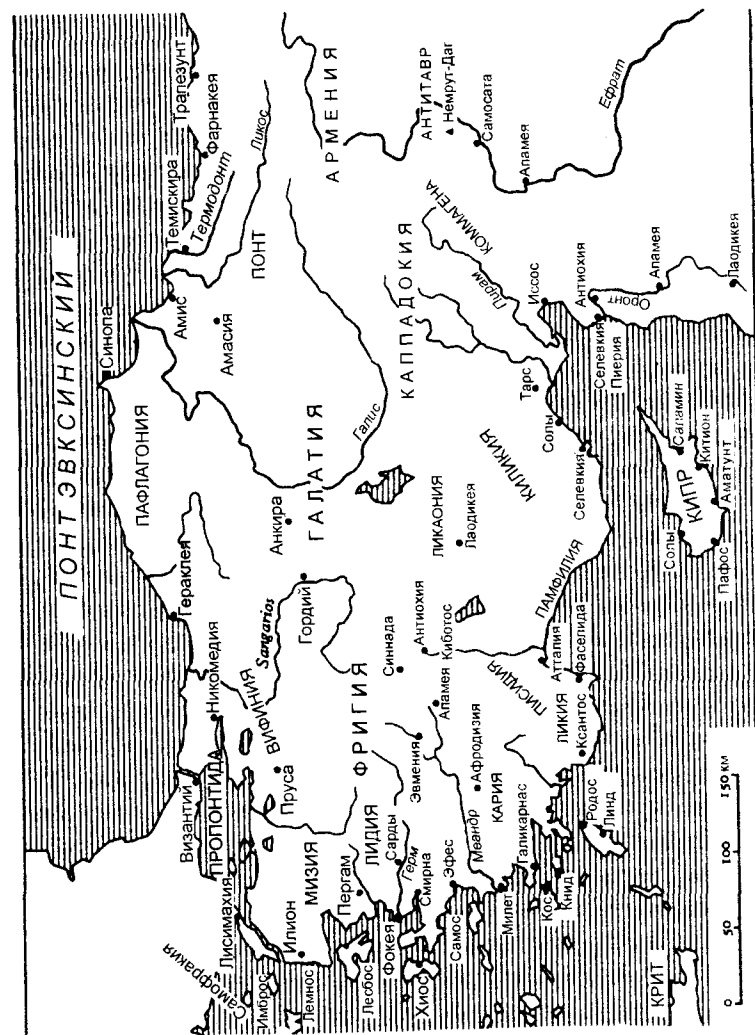 ПОНТ ЭВКСИНСКИЙ
Синопа
Трапезунт
Фарнакея
Темискира
Термодонт
Ликос
Амис
Амасия
ПОНТ
АРМЕНИЯ
ПАФЛАГОНИЯ
Гераклея
Византий
ПРОПОНТИДА
Никомедия
Лисимахия
Самофракия
Имброс
Лемнос
Илион
МИЗИЯ
Пруса
ВИФИНИЯ
Sangarios
Гордий
Анкира
ГАЛАТИЯ
Галис
КАППАДОКИЯ
АНТИТАВР
Немрут-Даг
Самосата
Апамея
Ефрат
КОММАГЕНА
Пирам
ФРИГИЯ
Лесбос
Пергам
ЛИДИЯ
Сарды
Герм
Фокея
Смирна
Хиос
Эфес
Самос
Меандр
Милет
Эвмения
Синнада
Антиохия
Апамея
Киботос
Афродизия
КАРИЯ
Галикарнас
Кос
Книд
ПИСИДИЯ
ЛИКАОНИЯ
Лаодикея
КИЛИКИЯ
Тарс
Солы
Селевкия
Иссос
Антиохия
Селевкия
Пиерия
Оронт
Апамея
Лаодикея
ПАМФИЛИЯ
Атталия
Фаселида
ЛИКИЯ
Ксантос
Родос
Линд
КИПР
Солы
Саламин
Китион
Аматунт
Пафос
КРИТ
0 50 100 150 км